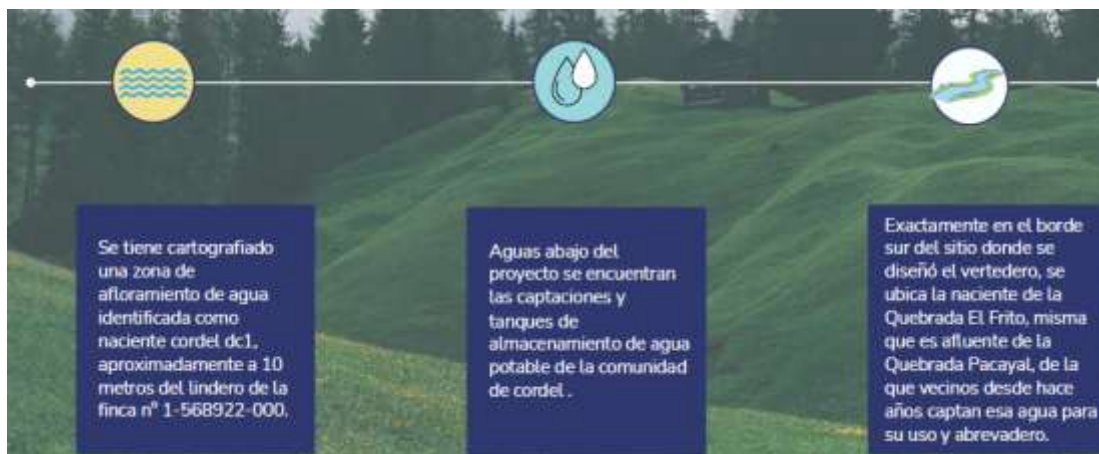 Se tiene cartografiado
una zona de
afloramiento de agua
identificada como
naciente cordel dc1,
aproximadamente a 10
metros del lindero de la
finca nº 1-568922-000.
Aguas abajo del
proyecto se encuentran
las captaciones y
tanques de
almacenamiento de agua
potable de la comunidad
de cordel .
Exactamente en el borde
sur del sitio donde se
diseñó el vertedero, se
ubica la naciente de la
Quebrada El Frito, misma
que es afluente de la
Quebrada Pacayal, de la
que vecinos desde hace
años captan esa agua para
su uso y abrevadero.